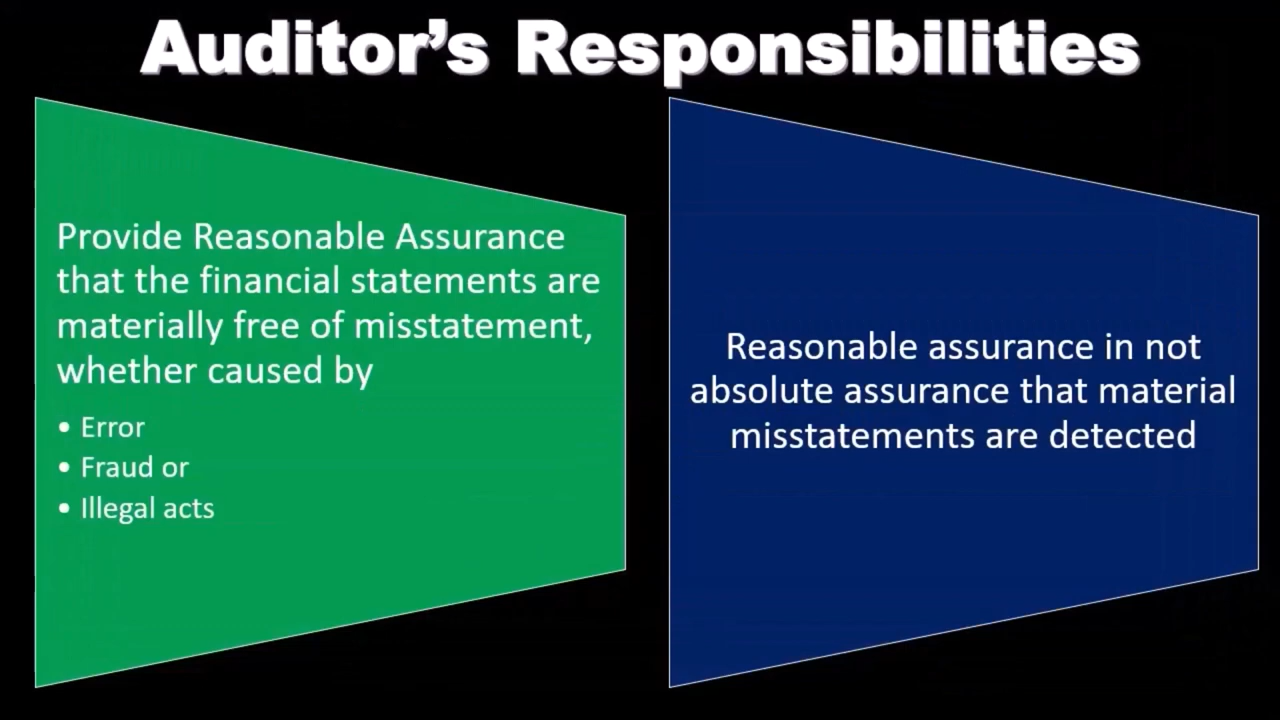 Auditor’s Responsibilities
Provide Reasonable Assurance
that the financial statements are
materially free of misstatement,
whether caused by
• Error
• Fraud or
• Illegal acts
Reasonable assurance in not
absolute assurance that material
misstatements are detected